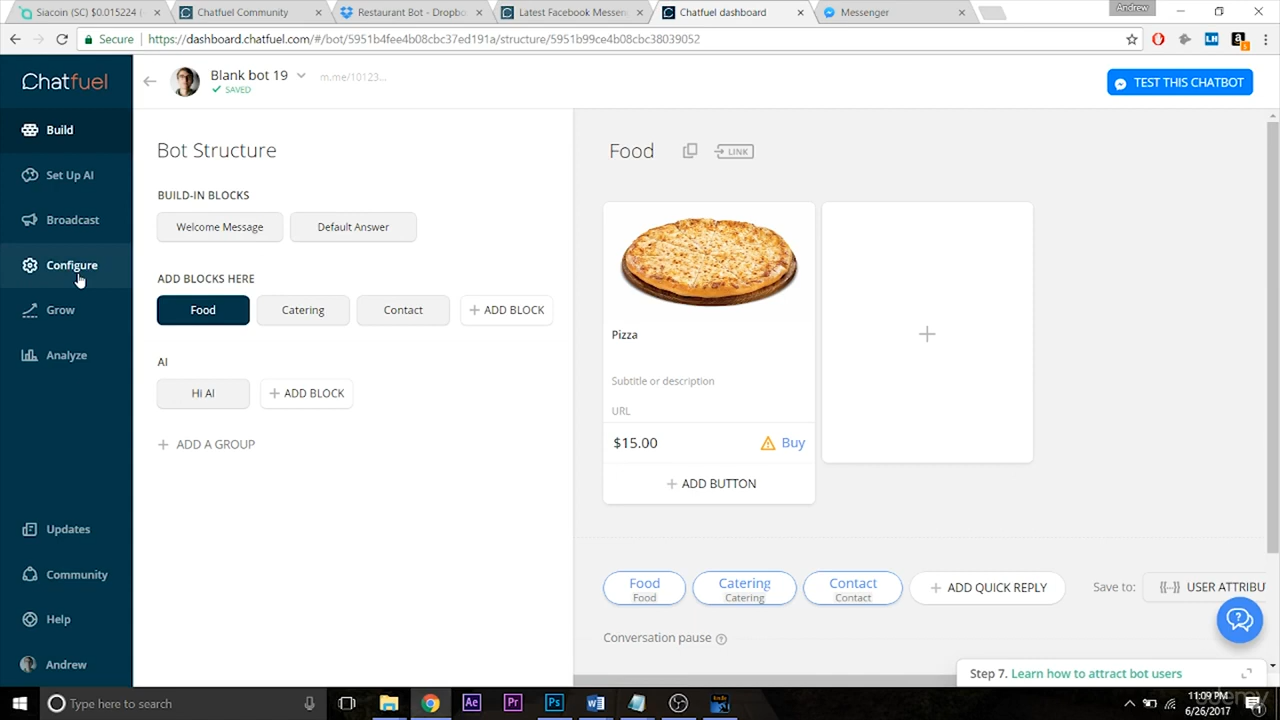 Siacoin (SC) $0.015224 (
Chatfuel Community
Restaurant Bot - Dropbo
Latest Facebook Messen
Chatfuel dashboard
Messenger
Andrew
Secure
https://dashboard.chatfuel.com/#/bot/5951b4fee4b08cbc37ed191a/structure/5951b99ce4b08cbc38039052
Chatfuel
Blank bot 19
SAVED
m.me/10123...
TEST THIS CHATBOT
Build
Set Up AI
Broadcast
Configure
Grow
Analyze
Updates
Community
Help
Andrew
Bot Structure
BUILD-IN BLOCKS
Welcome Message
Default Answer
ADD BLOCKS HERE
Food
Catering
Contact
+ ADD BLOCK
AI
Hi AI
+ ADD BLOCK
+ ADD A GROUP
Food
LINK
Pizza
Subtitle or description
URL
$15.00
Buy
+ ADD BUTTON
Food
Food
Catering
Catering
Contact
Contact
+ ADD QUICK REPLY
Save to:
{{...}} USER ATTRIBU
Conversation pause
Step 7. Learn how to attract bot users
Type here to search
Ae
Pr
Ps
11:09 PM
6/26/2017
udemy